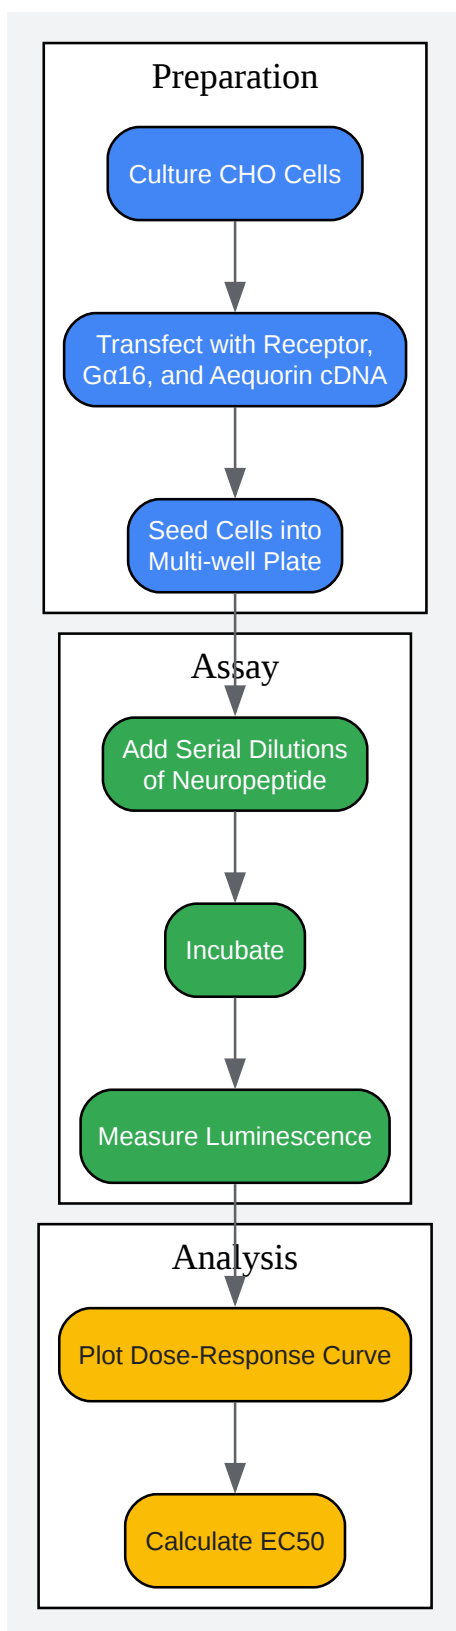 Preparation
Culture CHO Cells
Transfect with Receptor,
Gα16, and Aequorin cDNA
Seed Cells into
Multi-well Plate
Assay
Add Serial Dilutions
of Neuropeptide
Incubate
Measure Luminescence
Analysis
Plot Dose-Response Curve
Calculate EC50